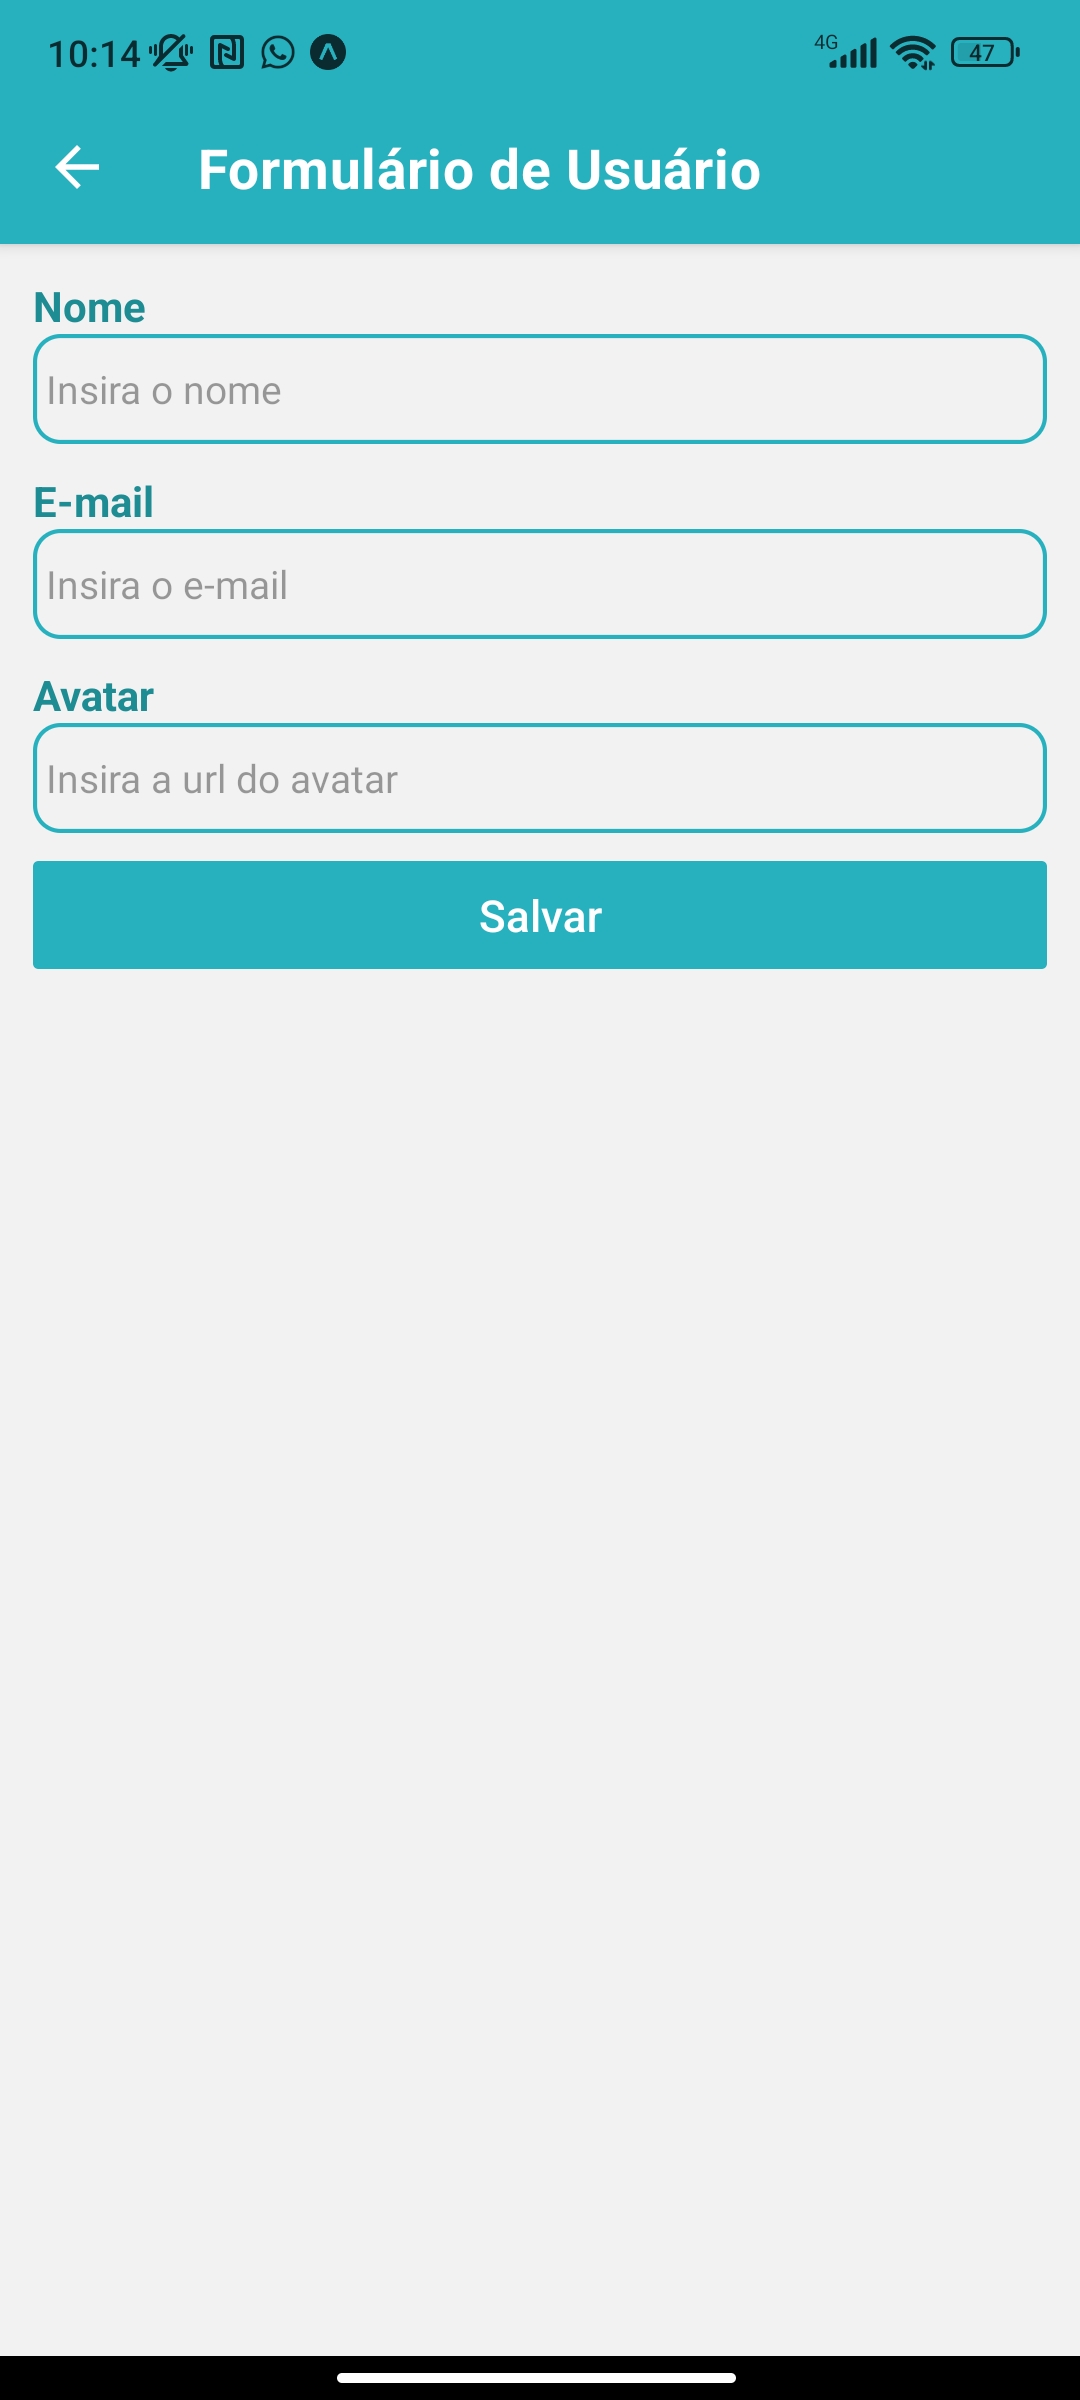 10:14 4G 47
Formulário de Usuário
Nome
Insira o nome
E-mail
Insira o e-mail
Avatar
Insira a url do avatar
Salvar